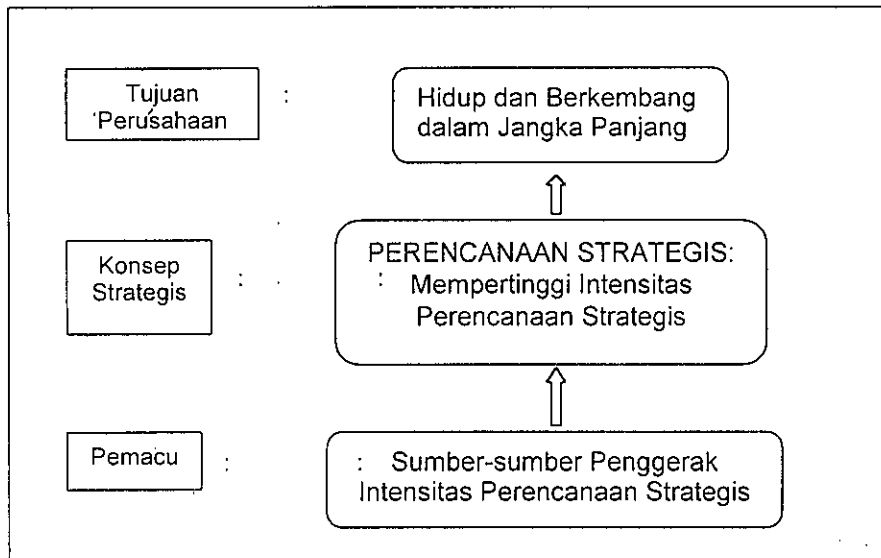 Tujuan
'Perusahaan
:
Hidup dan Berkembang
dalam Jangka Panjang
Konsep
Strategis
:
PERENCANAAN STRATEGIS:
: Mempertinggi Intensitas
Perencanaan Strategis
Pemacu
:
: Sumber-sumber Penggerak
Intensitas Perencanaan Strategis